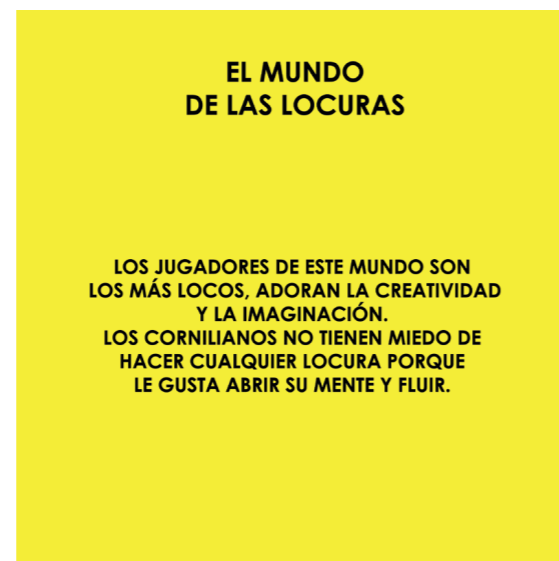 EL MUNDO
DE LAS LOCURAS
LOS JUGADORES DE ESTE MUNDO SON
LOS MÁS LOCOS, ADORAN LA CREATIVIDAD
Y LA IMAGINACIÓN.
LOS CORNILIANOS NO TIENEN MIEDO DE
HACER CUALQUIER LOCURA PORQUE
LE GUSTA ABRIR SU MENTE Y FLUIR.